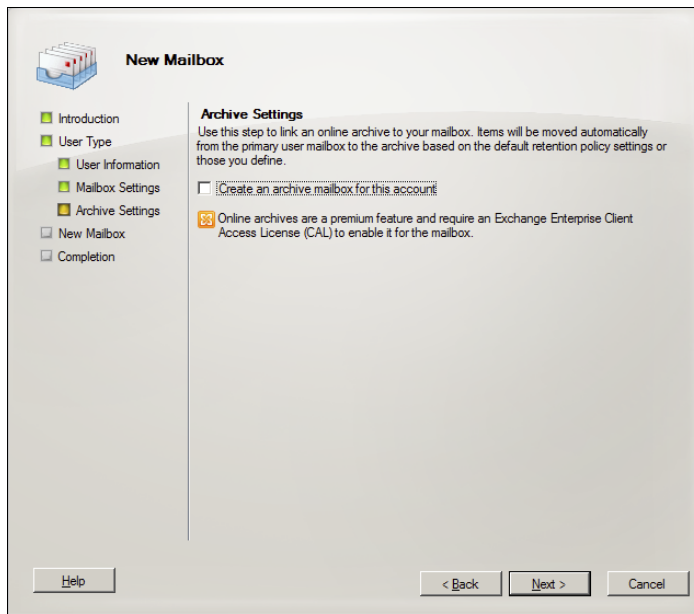 New Mailbox
Introduction
User Type
User Information
Mailbox Settings
Archive Settings
New Mailbox
Completion
Archive Settings
Use this step to link an online archive to your mailbox. Items will be moved automatically
from the primary user mailbox to the archive based on the default retention policy settings or
those you define.
Create an archive mailbox for this account
Online archives are a premium feature and require an Exchange Enterprise Client
Access License (CAL) to enable it for the mailbox.
Help
< Back
Next >
Cancel